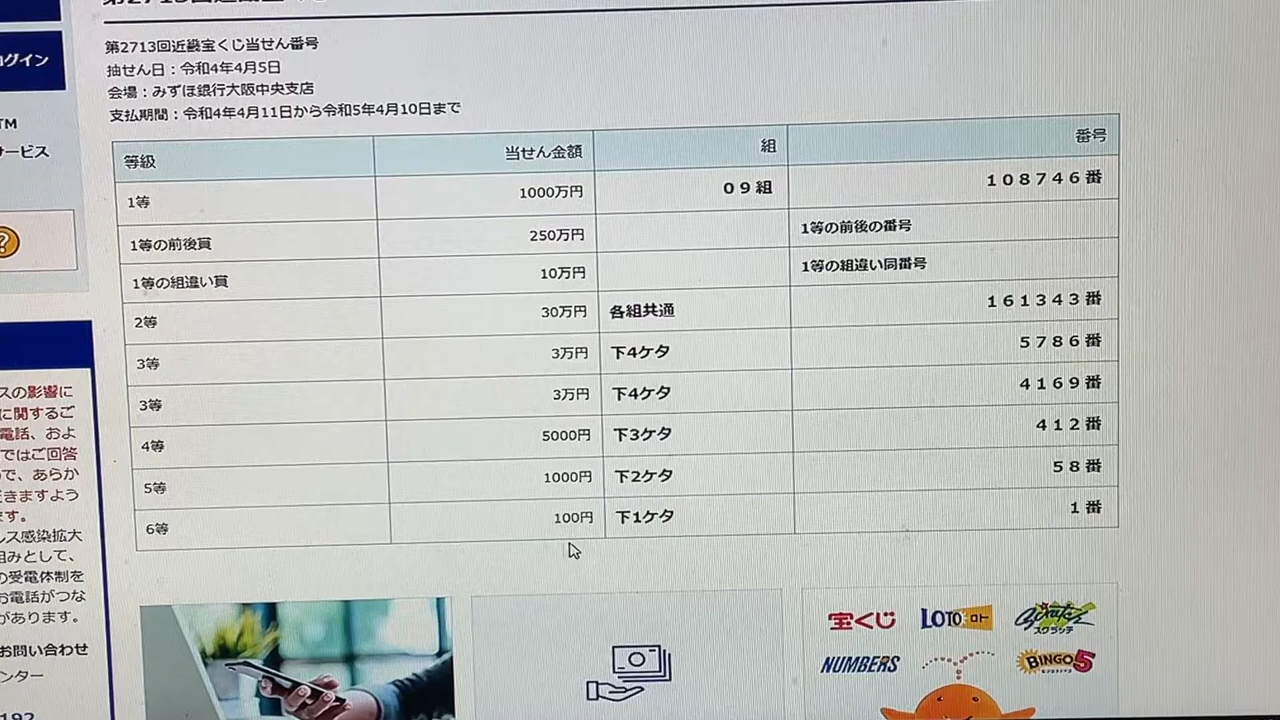 第2713回近畿宝くじ当せん番号
抽せん日：令和4年4月5日
会場：みずほ銀行大阪中央支店
支払期間：令和4年4月11日から令和5年4月10日まで
等級 当せん金額 組 番号
1等 1000万円 09組 108746番
1等の前後賞 250万円 1等の前後の番号
1等の組違い賞 10万円 1等の組違い同番号
2等 30万円 各組共通 161343番
3等 3万円 下4ケタ 5786番
3等 3万円 下4ケタ 4169番
4等 5000円 下3ケタ 412番
5等 1000円 下2ケタ 58番
6等 100円 下1ケタ 1番
グイン
TM
サービス
?
スの影響に
に関するご
電話、およ
ではご回答
で、あらか
きますよう
ます。
ルス感染拡大
組みとして、
の受電体制を
お電話がつな
があります。
お問い合わせ
ンター
192
宝くじ
LOTO ロト
スクラッチ
NUMBERS
BINGO5